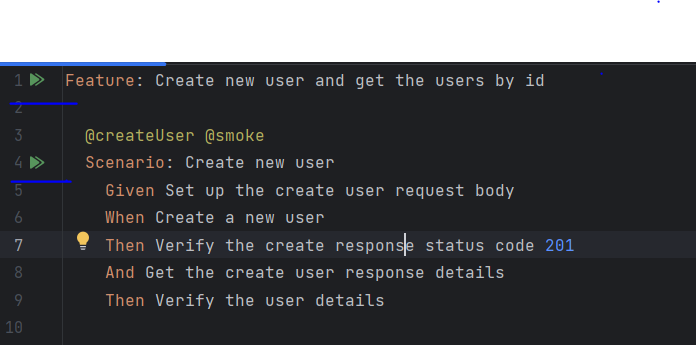 1 Feature: Create new user and get the users by id
2
3 @createUser @smoke
4 Scenario: Create new user
5 Given Set up the create user request body
6 When Create a new user
7 Then Verify the create response status code 201
8 And Get the create user response details
9 Then Verify the user details
10